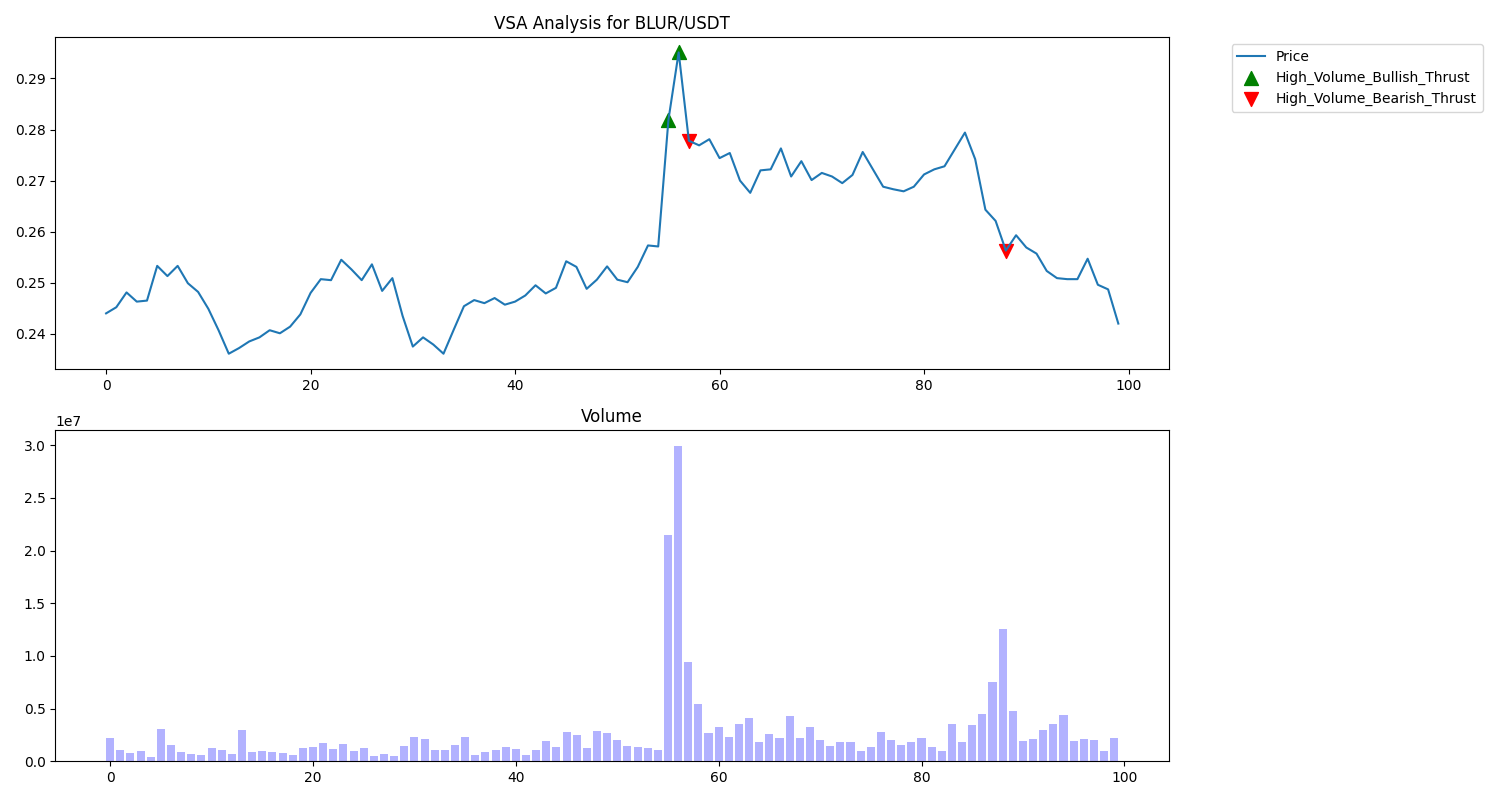 VSA Analysis for BLUR/USDT
0.29
0.28
0.27
0.26
0.25
0.24
0 20 40 60 80 100
Price
High_Volume_Bullish_Thrust
High_Volume_Bearish_Thrust
Volume
1e7
3.0
2.5
2.0
1.5
1.0
0.5
0.0
0 20 40 60 80 100